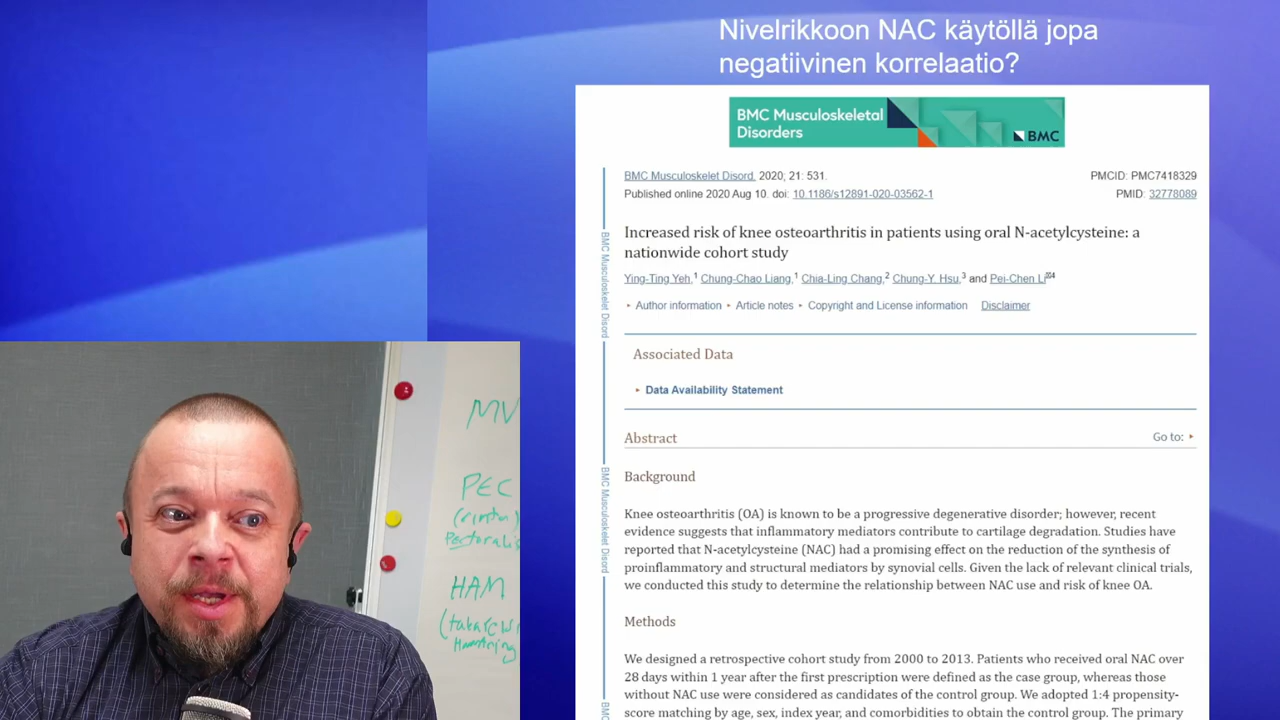 Nivelrikkoon NAC käytöllä jopa
negatiivinen korrelaatio?
BMC Musculoskeletal
Disorders
BMC
BMC Musculoskelet Disord. 2020; 21: 531.
PMCID: PMC7418329
Published online 2020 Aug 10. doi: 10.1186/s12891-020-03562-1
PMID: 32778089
Increased risk of knee osteoarthritis in patients using oral N-acetylcysteine: a
nationwide cohort study
Ying-Ting Yeh,1 Chung-Chao Liang,1 Chia-Ling Chang,2 Chung-Y. Hsu,3 and Pei-Chen Li✉4
Author information Article notes Copyright and License information Disclaimer
Associated Data
Data Availability Statement
Abstract
Go to:
Background
Knee osteoarthritis (OA) is known to be a progressive degenerative disorder; however, recent
evidence suggests that inflammatory mediators contribute to cartilage degradation. Studies have
reported that N-acetylcysteine (NAC) had a promising effect on the reduction of the synthesis of
proinflammatory and structural mediators by synovial cells. Given the lack of relevant clinical trials,
we conducted this study to determine the relationship between NAC use and risk of knee OA.
Methods
We designed a retrospective cohort study from 2000 to 2013. Patients who received oral NAC over
28 days within 1 year after the first prescription were defined as the case group, whereas those
without NAC use were considered as candidates of the control group. We adopted 1:4 propensity-
score matching by age, sex, index year, and comorbidities to obtain the control group. The primary
BMC Musculoskelet Disord
BMC Musculoskelet Disord
BMC
MV
PEC
Pectoralis
HAM